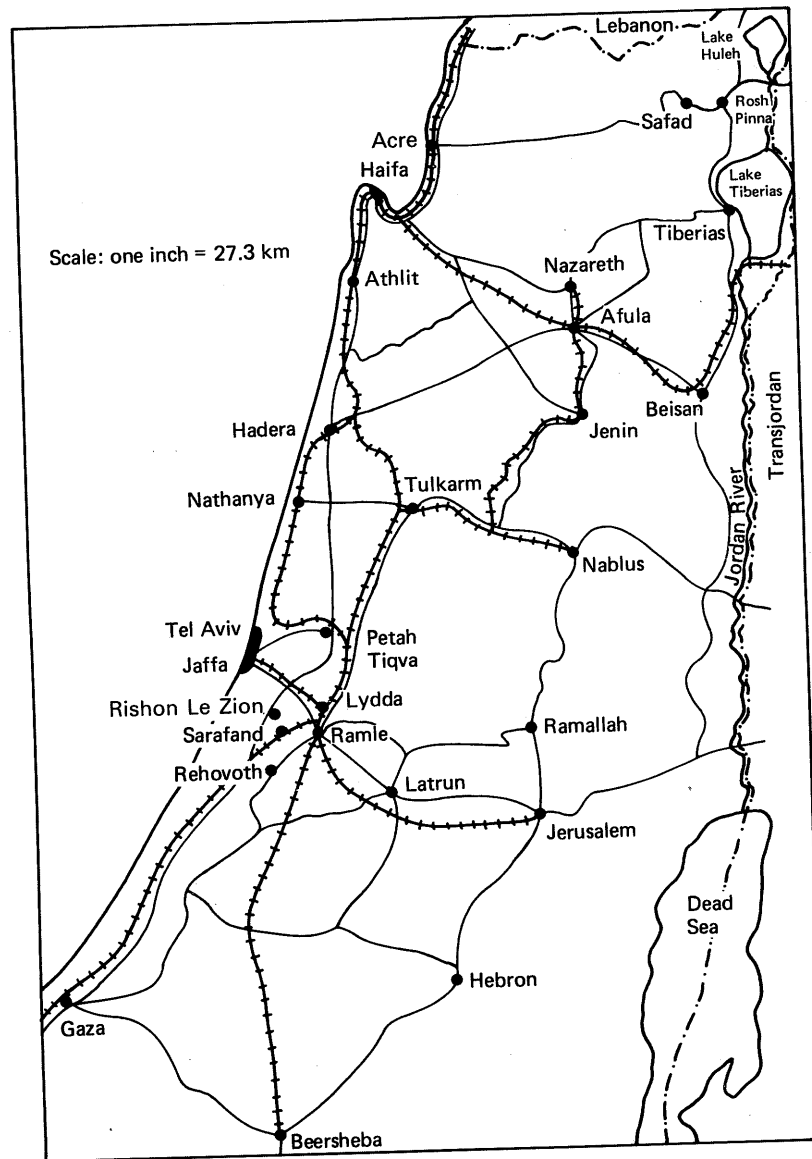 Lebanon
Lake
Huleh
Safad
Rosh
Pinna
Acre
Haifa
Lake
Tiberias
Tiberias
Scale: one inch = 27.3 km
Athlit
Nazareth
Afula
Beisan
Transjordan
Hadera
Jenin
Nathanya
Tulkarm
Jordan River
Nablus
Tel Aviv
Jaffa
Petah
Tiqva
Rishon Le Zion
Lydda
Sarafand
Ramle
Ramallah
Rehovoth
Latrun
Jerusalem
Dead
Sea
Hebron
Gaza
Beersheba